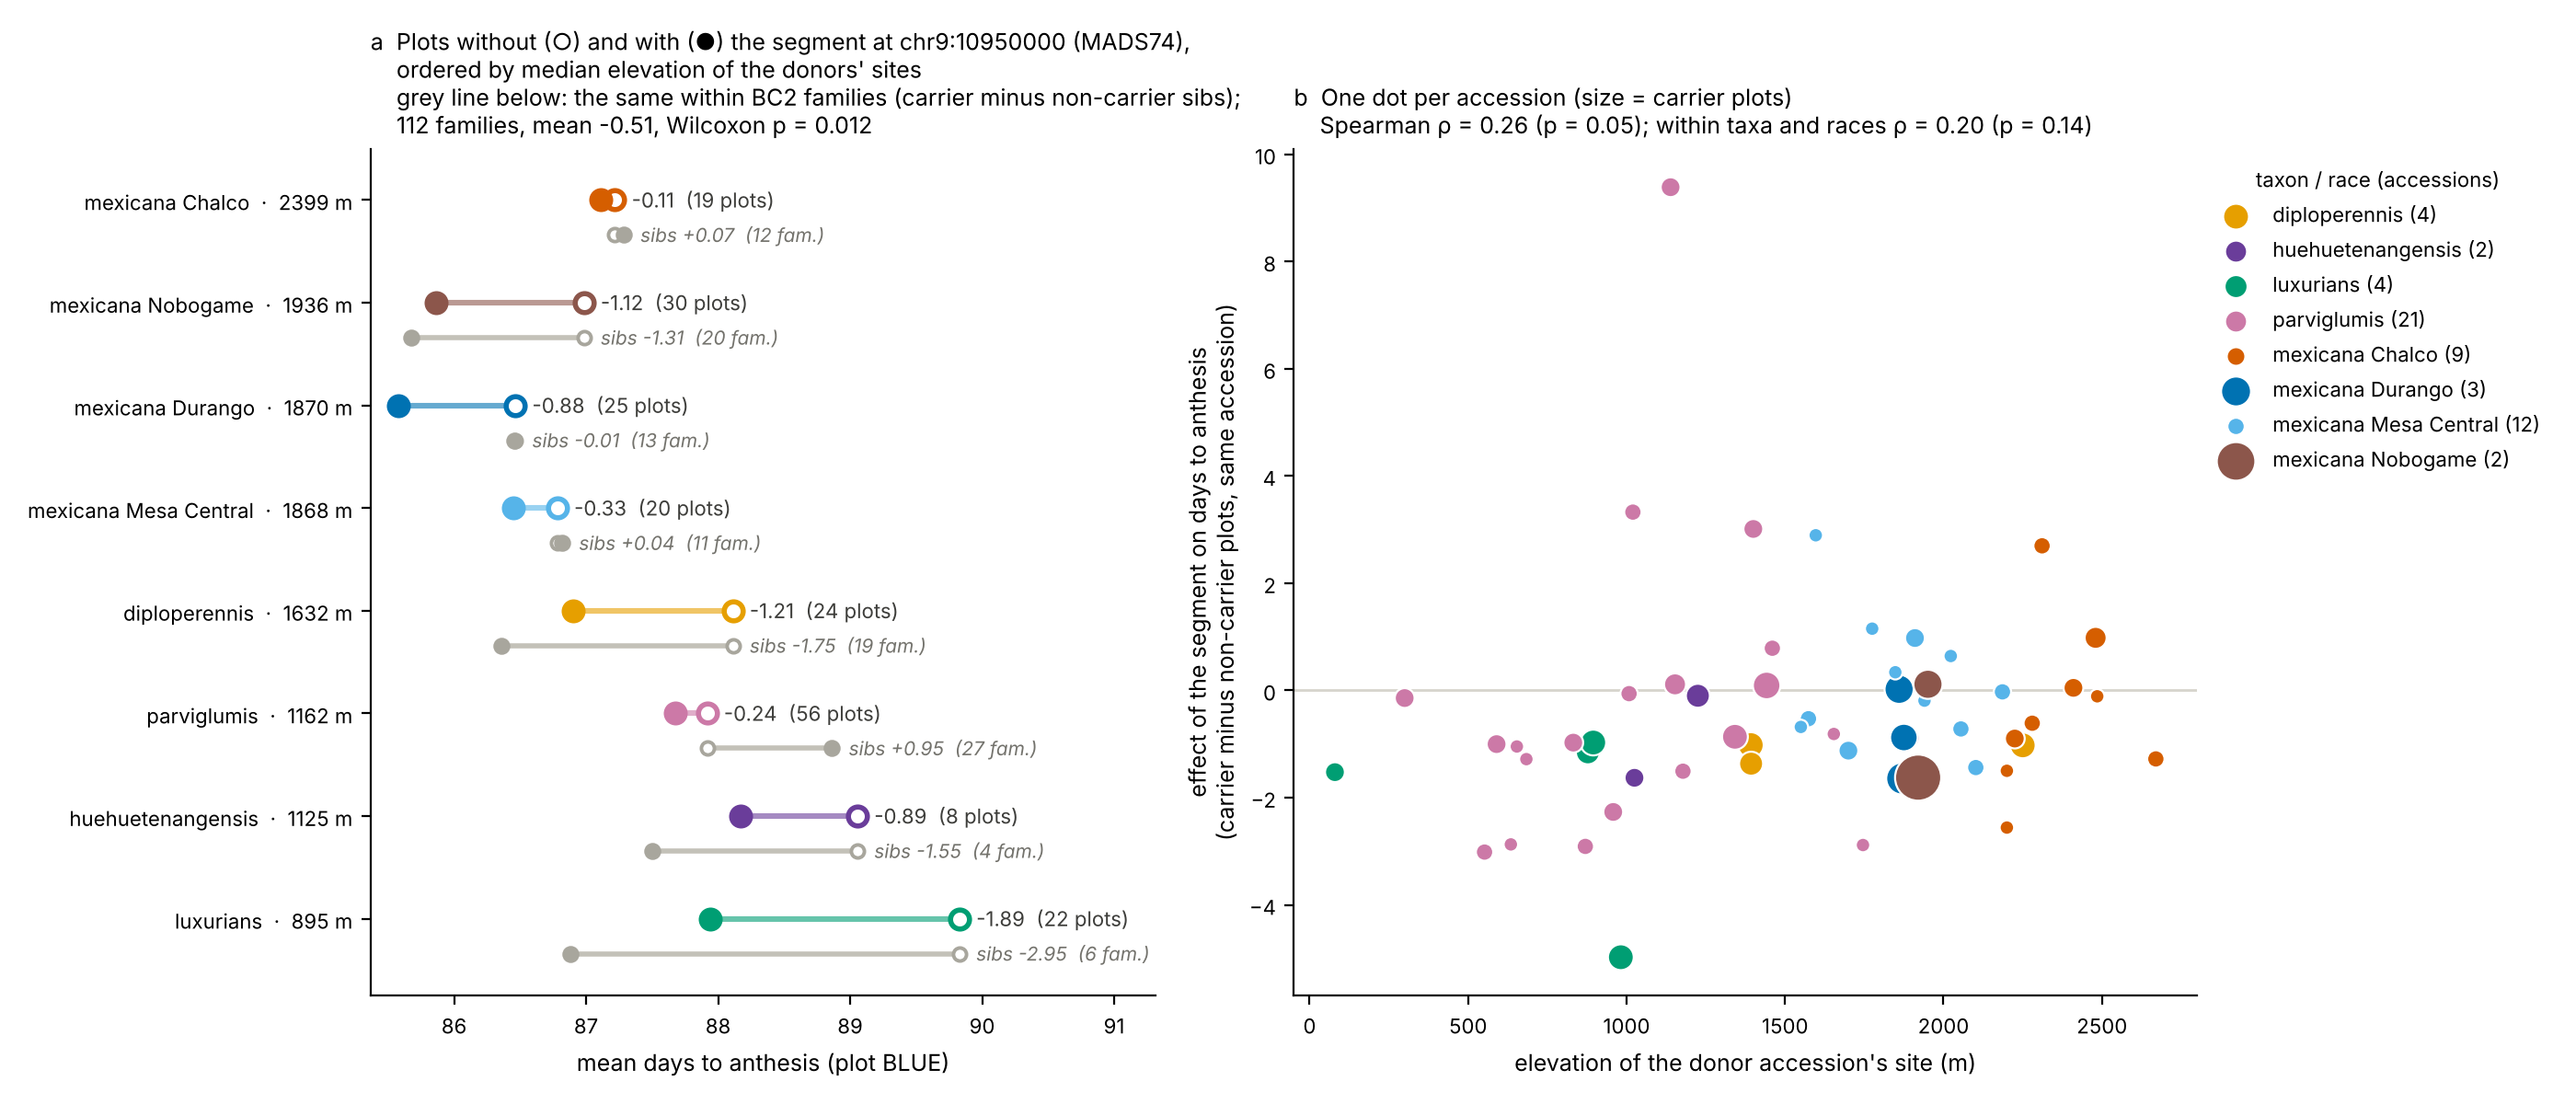 a Plots without (○) and with (●) the segment at chr9:10950000 (MADS74),
ordered by median elevation of the donors' sites
grey line below: the same within BC2 families (carrier minus non-carrier sibs);
112 families, mean -0.51, Wilcoxon p = 0.012
mexicana Chalco · 2399 m
-0.11 (19 plots)
sibs +0.07 (12 fam.)
mexicana Nobogame · 1936 m
-1.12 (30 plots)
sibs -1.31 (20 fam.)
mexicana Durango · 1870 m
-0.88 (25 plots)
sibs -0.01 (13 fam.)
mexicana Mesa Central · 1868 m
-0.33 (20 plots)
sibs +0.04 (11 fam.)
diploperennis · 1632 m
-1.21 (24 plots)
sibs -1.75 (19 fam.)
parviglumis · 1162 m
-0.24 (56 plots)
sibs +0.95 (27 fam.)
huehuetenangensis · 1125 m
-0.89 (8 plots)
sibs -1.55 (4 fam.)
luxurians · 895 m
-1.89 (22 plots)
sibs -2.95 (6 fam.)
86 87 88 89 90 91
mean days to anthesis (plot BLUE)
b One dot per accession (size = carrier plots)
Spearman ρ = 0.26 (p = 0.05); within taxa and races ρ = 0.20 (p = 0.14)
effect of the segment on days to anthesis
(carrier minus non-carrier plots, same accession)
10
8
6
4
2
0
−2
−4
0 500 1000 1500 2000 2500
elevation of the donor accession's site (m)
taxon / race (accessions)
diploperennis (4)
huehuetenangensis (2)
luxurians (4)
parviglumis (21)
mexicana Chalco (9)
mexicana Durango (3)
mexicana Mesa Central (12)
mexicana Nobogame (2)